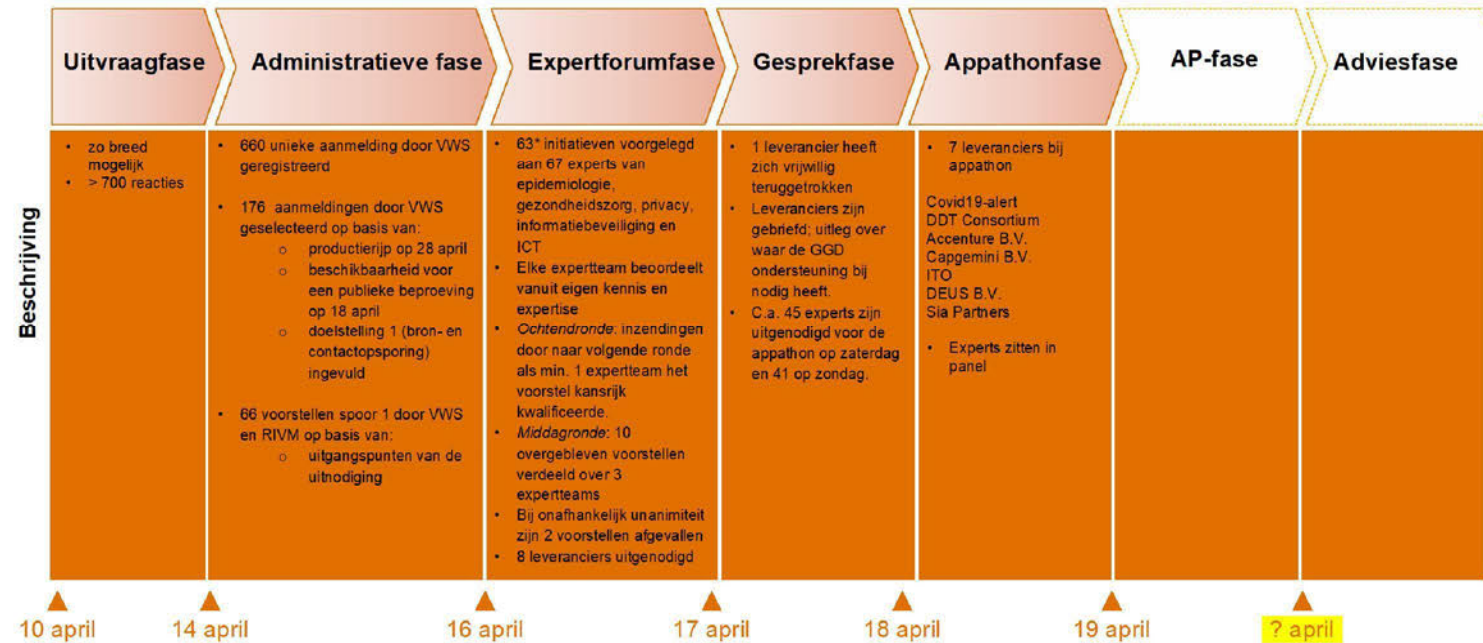 Uitvraagfase
Administratieve fase
Expertforumfase
Gesprekfase
Appathonfase
AP-fase
Adviesfase
Beschrijving
• zo breed
mogelijk
• > 700 reacties
• 660 unieke aanmelding door VWS
geregistreerd
• 176 aanmeldingen door VWS
geselecteerd op basis van:
o productierijp op 28 april
o beschikbaarheid voor
een publieke beproeving
op 18 april
o doelstelling 1 (bron- en
contactopsporing)
ingevuld
• 66 voorstellen spoor 1 door VWS
en RIVM op basis van:
o uitgangspunten van de
uitnodiging
• 63* initiatieven voorgelegd
aan 67 experts van
epidemiologie,
gezondheidszorg, privacy,
informatiebeveiliging en
ICT
• Elke expertteam beoordeelt
vanuit eigen kennis en
expertise
• Ochtendronde: inzendingen
door naar volgende ronde
als min. 1 expertteam het
voorstel kansrijk
kwalificeerde.
• Middagronde: 10
overgebleven voorstellen
verdeeld over 3
expertteams
• Bij onafhankelijk unanimiteit
zijn 2 voorstellen afgevallen
• 8 leveranciers uitgenodigd
• 1 leverancier heeft
zich vrijwillig
teruggetrokken
• Leveranciers zijn
gebriefd; uitleg over
waar de GGD
ondersteuning bij
nodig heeft.
• C.a. 45 experts zijn
uitgenodigd voor de
appathon op zaterdag
en 41 op zondag.
• 7 leveranciers bij
appathon
Covid19-alert
DDT Consortium
Accenture B.V.
Capgemini B.V.
ITO
DEUS B.V.
Sia Partners
• Experts zitten in
panel
10 april
14 april
16 april
17 april
18 april
19 april
? april